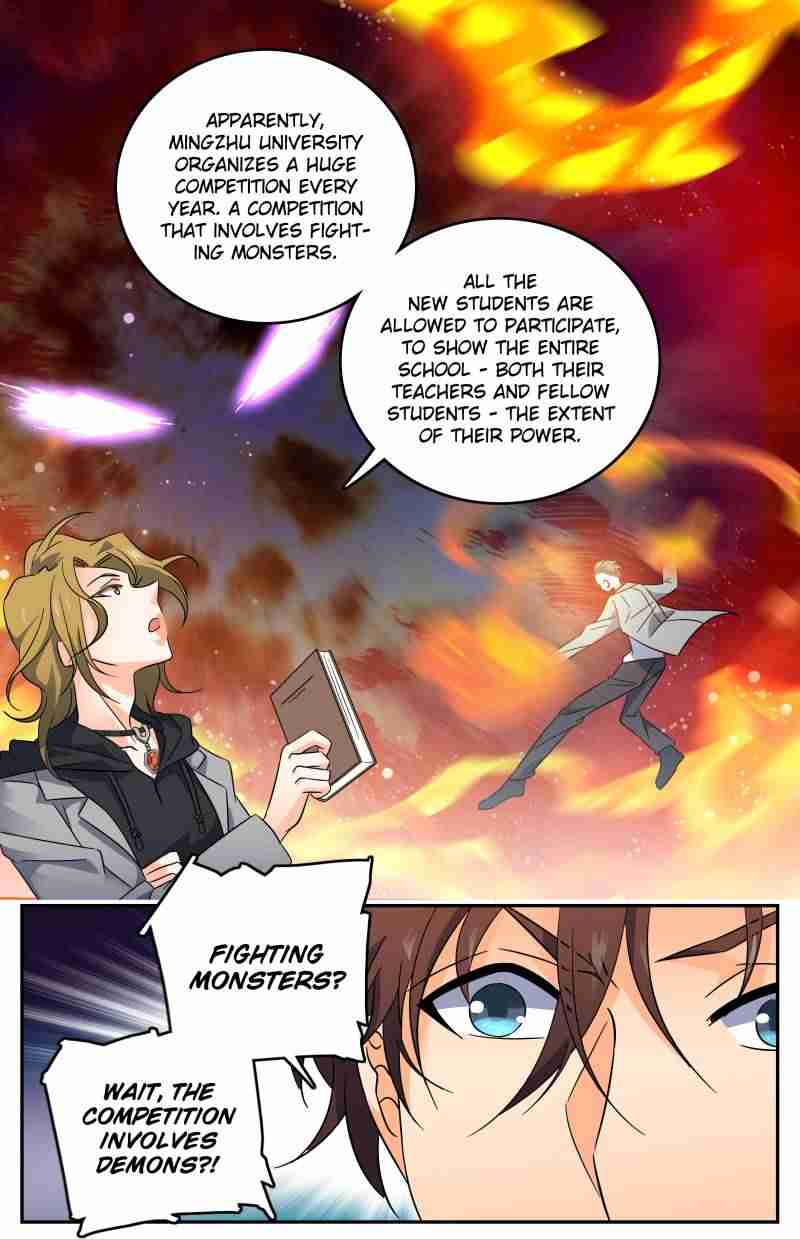 APPARENTLY,
MINGZHU UNIVERSITY
ORGANIZES A HUGE
COMPETITION EVERY
YEAR. A COMPETITION
THAT INVOLVES FIGHT-
ING MONSTERS.
ALL THE
NEW STUDENTS ARE
ALLOWED TO PARTICIPATE,
TO SHOW THE ENTIRE
SCHOOL - BOTH THEIR
TEACHERS AND FELLOW
STUDENTS - THE EXTENT
OF THEIR POWER.
FIGHTING
MONSTERS?
WAIT, THE
COMPETITION
INVOLVES
DEMONS?!